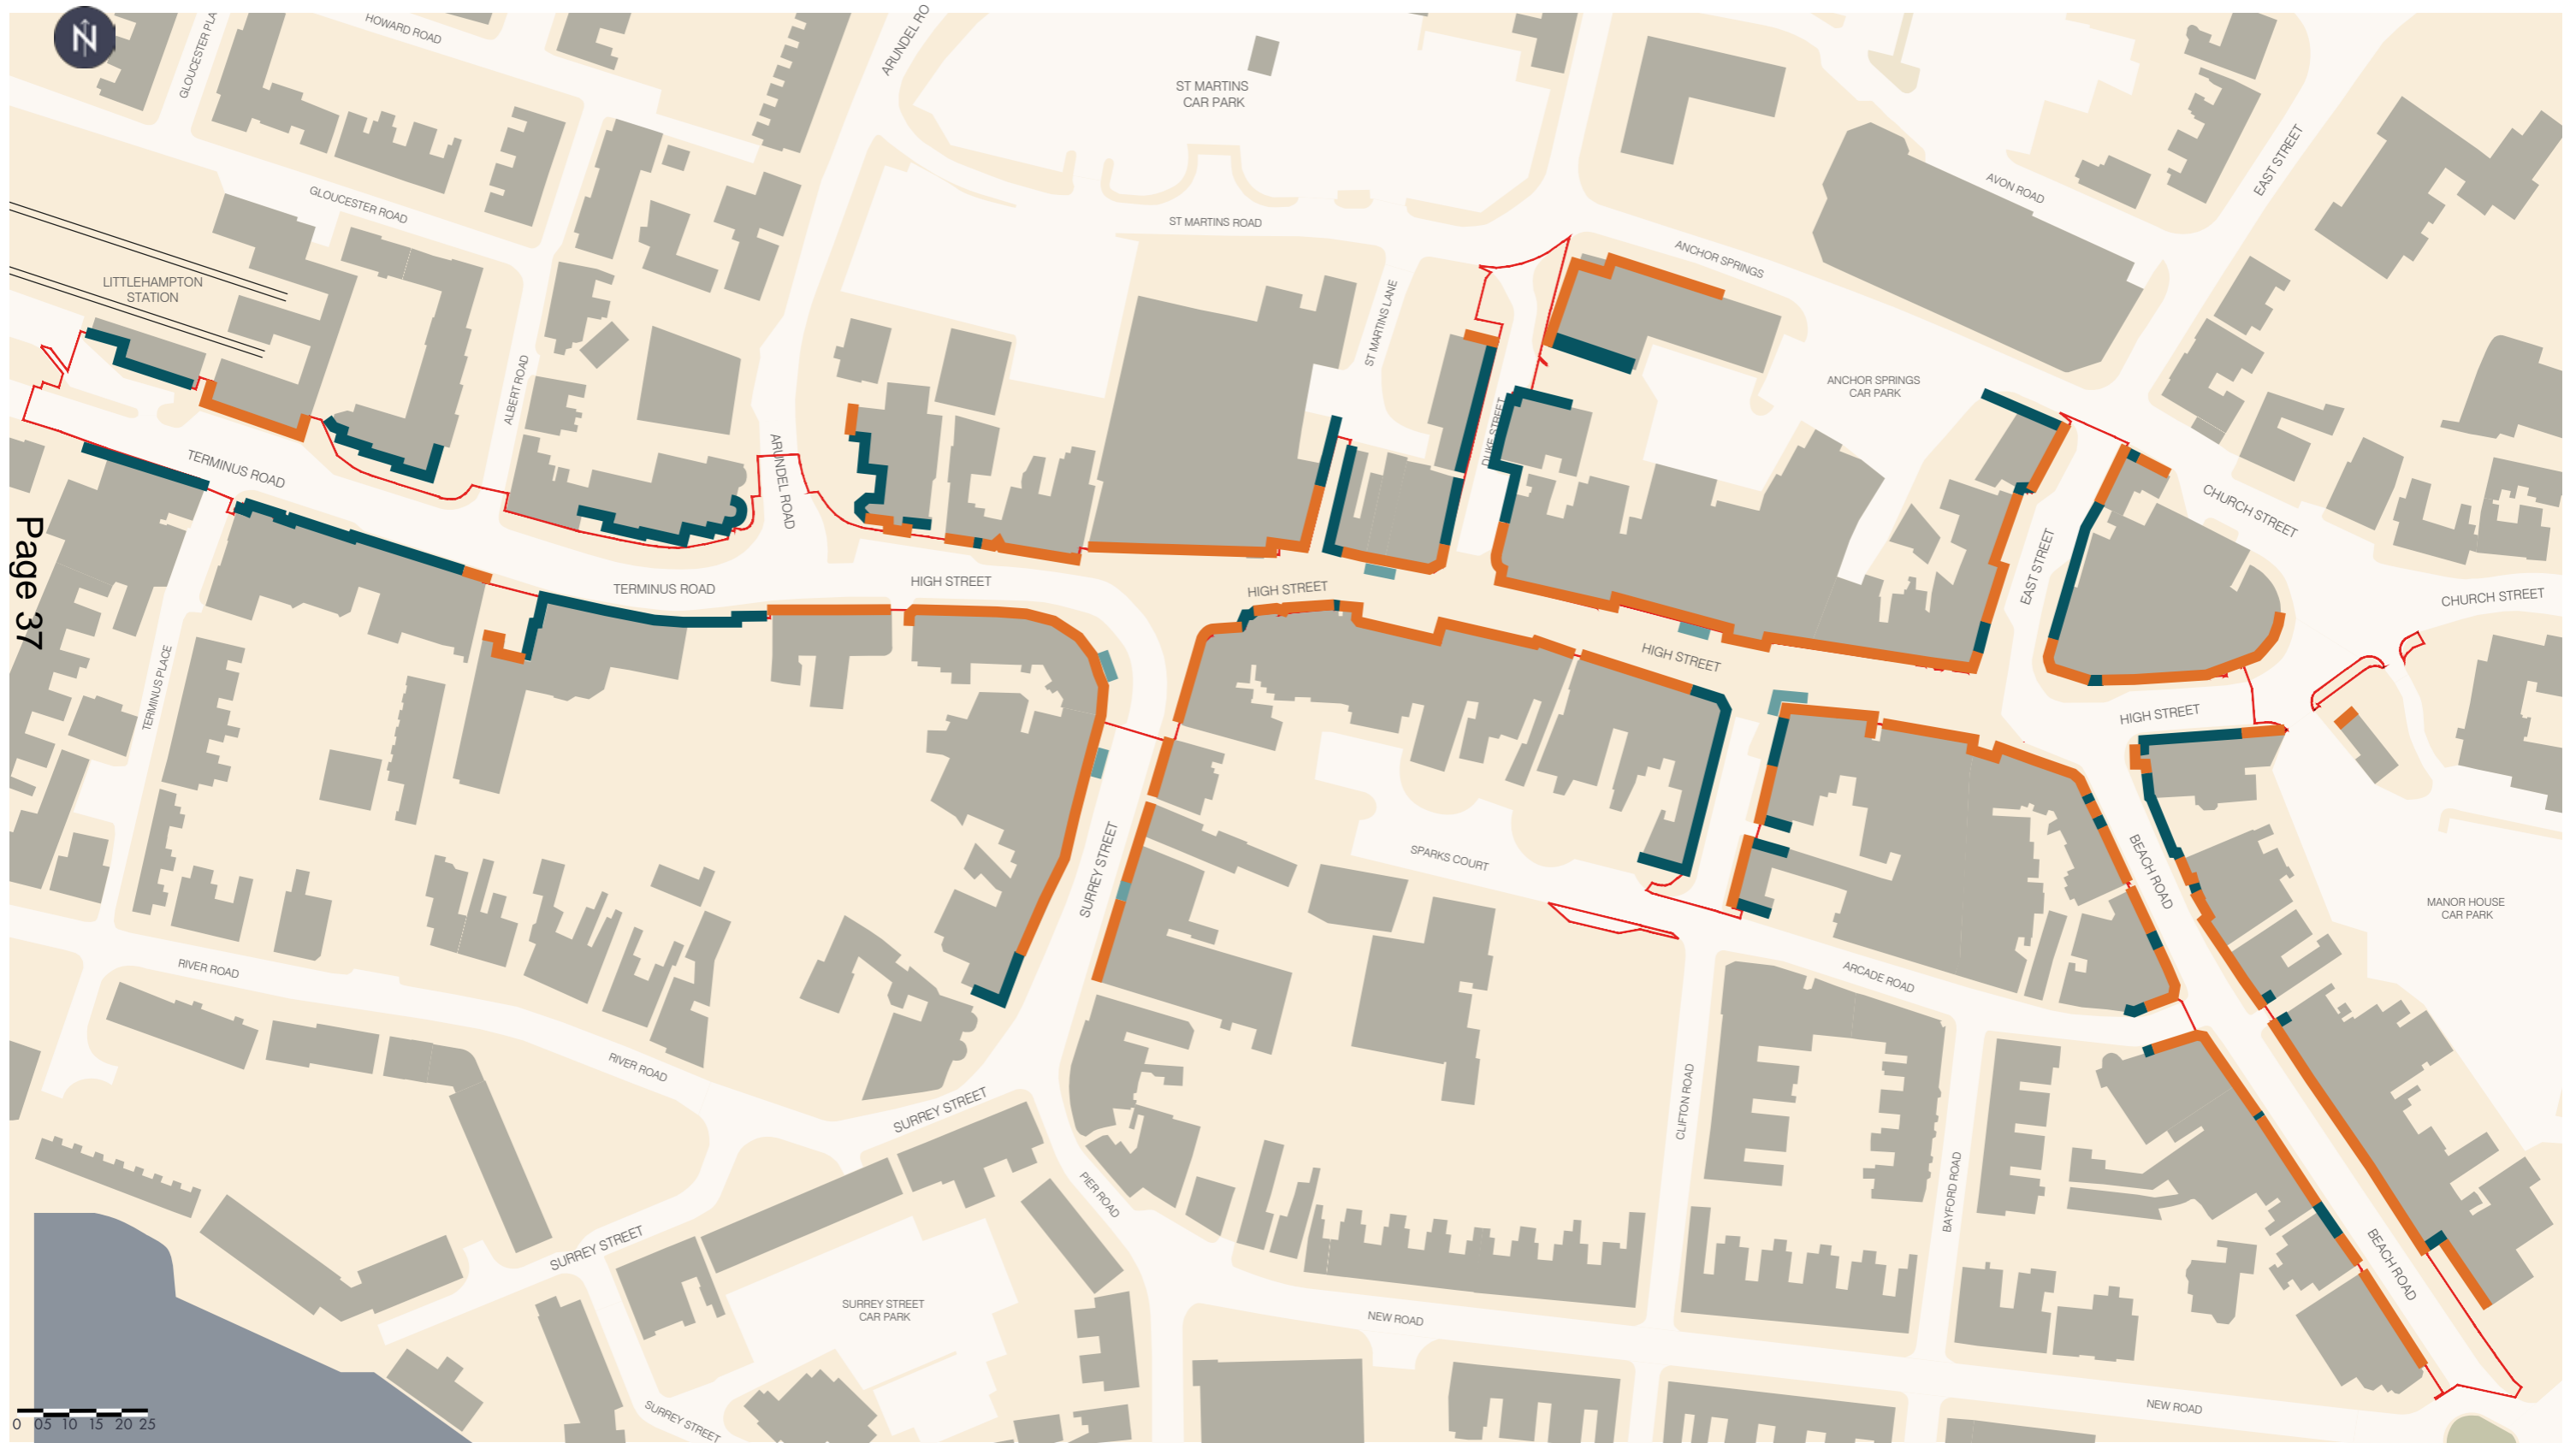 N
HOWARD ROAD
GLOUCESTER PLA
ARUNDEL RO
ST MARTINS
CAR PARK
EAST STREET
AVON ROAD
GLOUCESTER ROAD
ST MARTINS ROAD
ANCHOR SPRINGS
LITTLEHAMPTON
STATION
ST MARTINS LANE
ALBERT ROAD
ANCHOR SPRINGS
CAR PARK
DUKE STREET
TERMINUS ROAD
ARUNDEL ROAD
CHURCH STREET
EAST STREET
Page 37
TERMINUS ROAD
HIGH STREET
HIGH STREET
CHURCH STREET
HIGH STREET
TERMINUS PLACE
HIGH STREET
SURREY STREET
SPARKS COURT
BEACH ROAD
MANOR HOUSE
CAR PARK
RIVER ROAD
ARCADE ROAD
RIVER ROAD
SURREY STREET
CLIFTON ROAD
PIER ROAD
BAYFORD ROAD
SURREY STREET
BEACH ROAD
SURREY STREET
CAR PARK
NEW ROAD
NEW ROAD
SURREY STREET
0 05 10 15 20 25